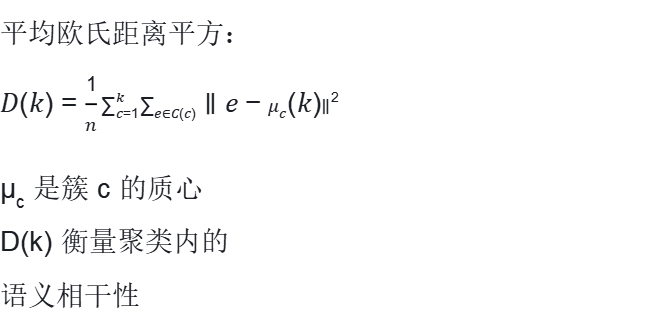 平均欧氏距离平方：
D(k) = \frac{1}{n} ∑_{c=1}^{k} ∑_{e∈C(c)} ‖ e − μ_c(k)‖²
μ_c 是簇 c 的质心
D(k) 衡量聚类内的
语义相干性